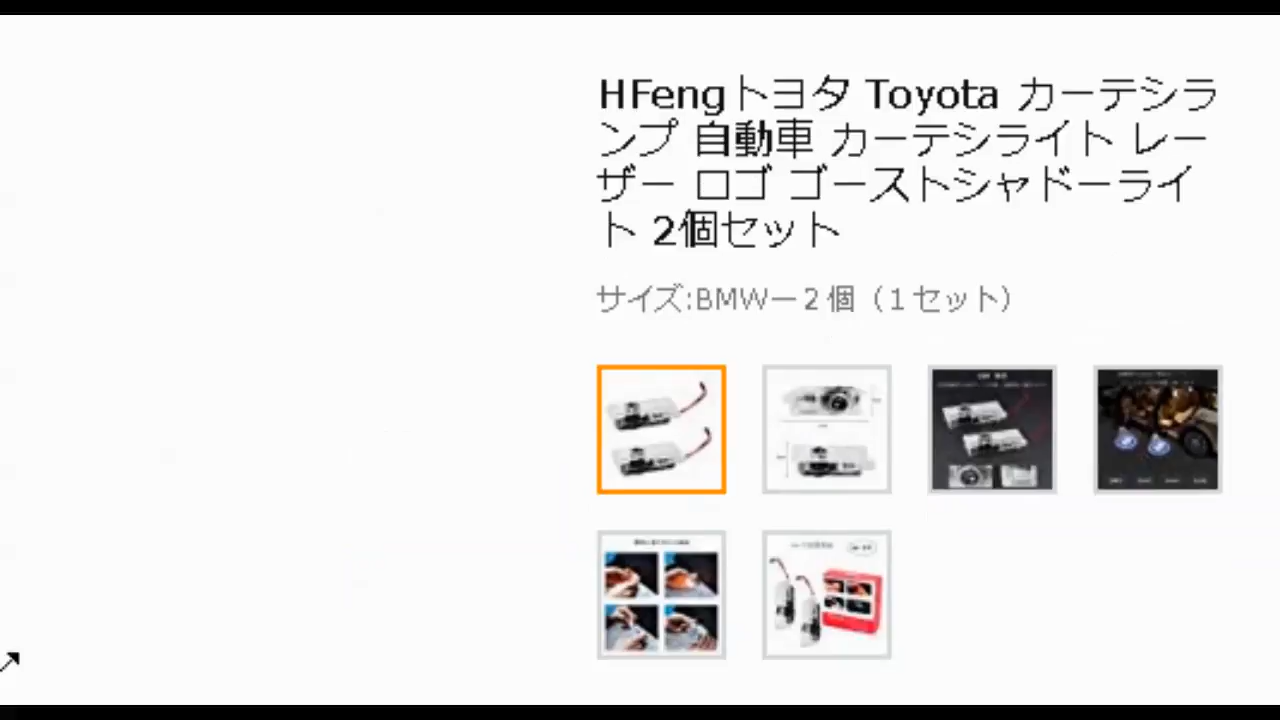 HFengトヨタ Toyota カーテシラ
ンプ 自動車 カーテシライト レー
ザー ロゴ ゴーストシャドーライ
ト 2個セット
サイズ:BMWー２個（１セット）